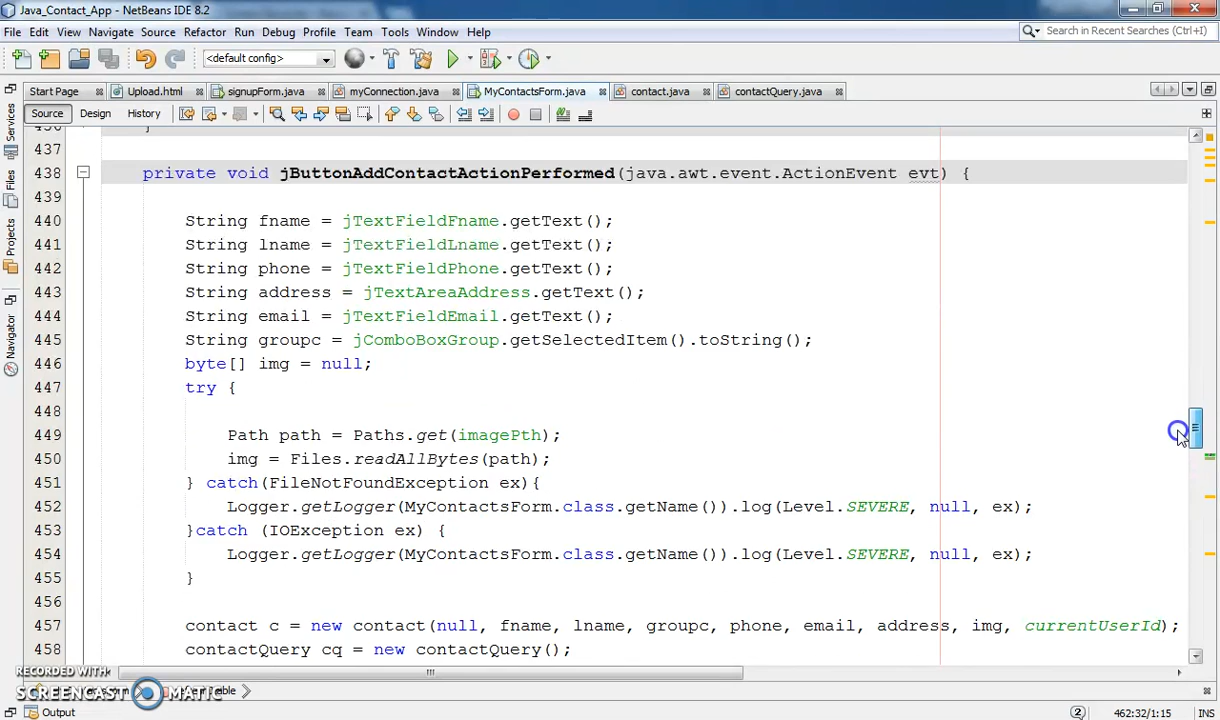 Java_Contact_App - NetBeans IDE 8.2
File Edit View Navigate Source Refactor Run Debug Profile Team Tools Window Help
Search in Recent Searches (Ctrl+I)
<default config>
Start Page Upload.html signupForm.java myConnection.java MyContactsForm.java contact.java contactQuery.java
Source Design History
Services
Files
Projects
Navigator
436 }
437
438 private void jButtonAddContactActionPerformed(java.awt.event.ActionEvent evt) {
439
440 String fname = jTextFieldFname.getText();
441 String lname = jTextFieldLname.getText();
442 String phone = jTextFieldPhone.getText();
443 String address = jTextAreaAddress.getText();
444 String email = jTextFieldEmail.getText();
445 String groupc = jComboBoxGroup.getSelectedItem().toString();
446 byte[] img = null;
447 try {
448
449 Path path = Paths.get(imagePth);
450 img = Files.readAllBytes(path);
451 } catch(FileNotFoundException ex){
452 Logger.getLogger(MyContactsForm.class.getName()).log(Level.SEVERE, null, ex);
453 }catch (IOException ex) {
454 Logger.getLogger(MyContactsForm.class.getName()).log(Level.SEVERE, null, ex);
455 }
456
457 contact c = new contact(null, fname, lname, groupc, phone, email, address, img, currentUserId);
458 contactQuery cq = new contactQuery();
RECORDED WITH
SCREENCAST MATIC
Output
2 462:32/1:15 INS